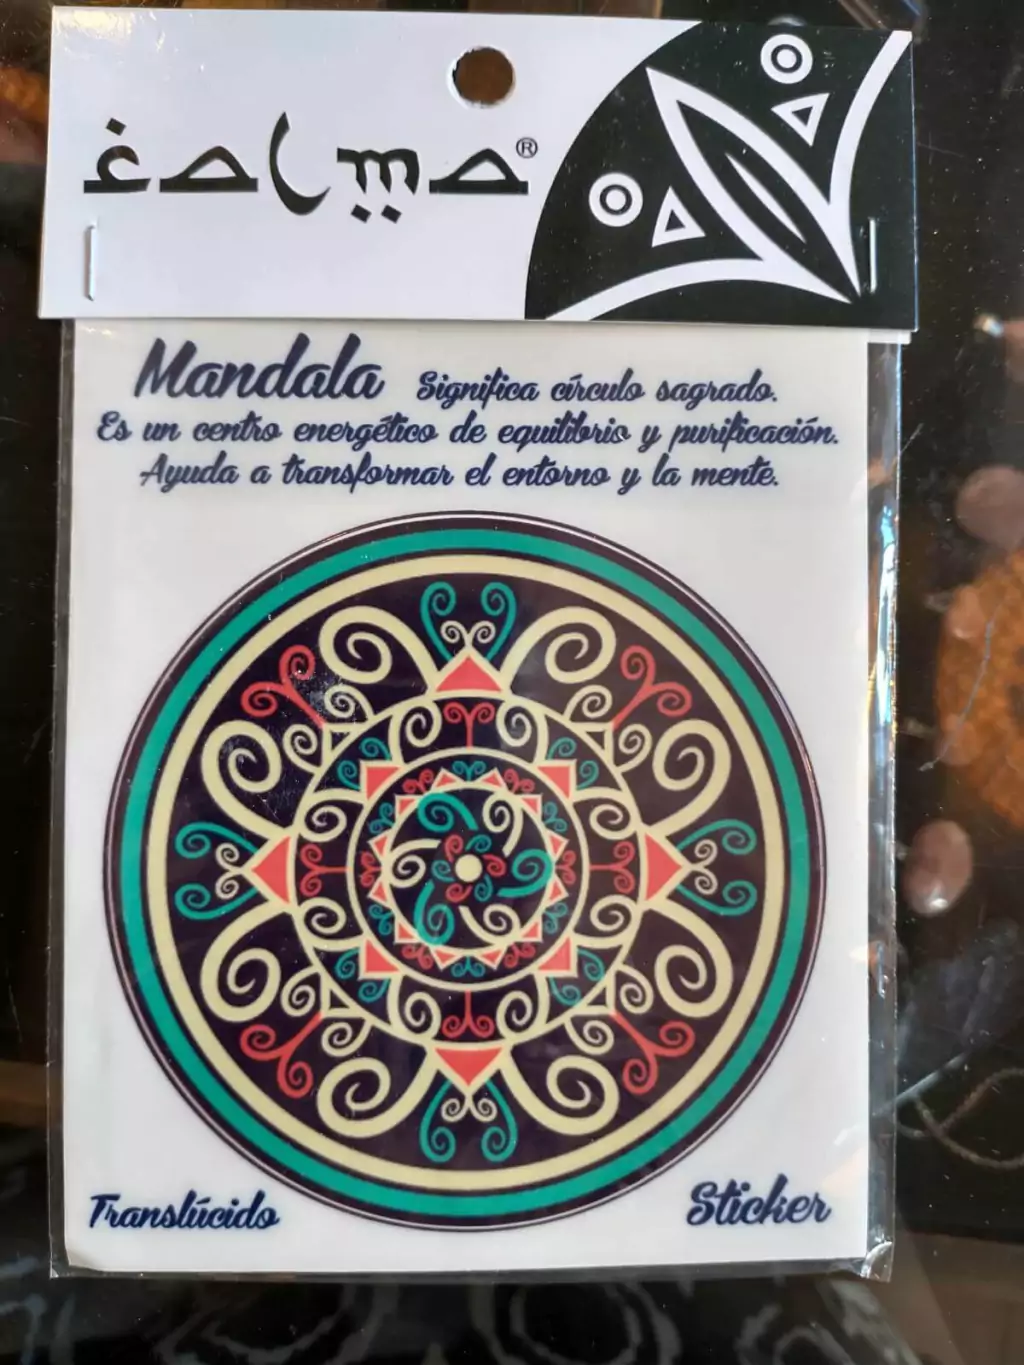 calma®
Mandala Significa círculo sagrado.
Es un centro energético de equilibrio y purificación.
Ayuda a transformar el entorno y la mente.
Translúcido
Sticker